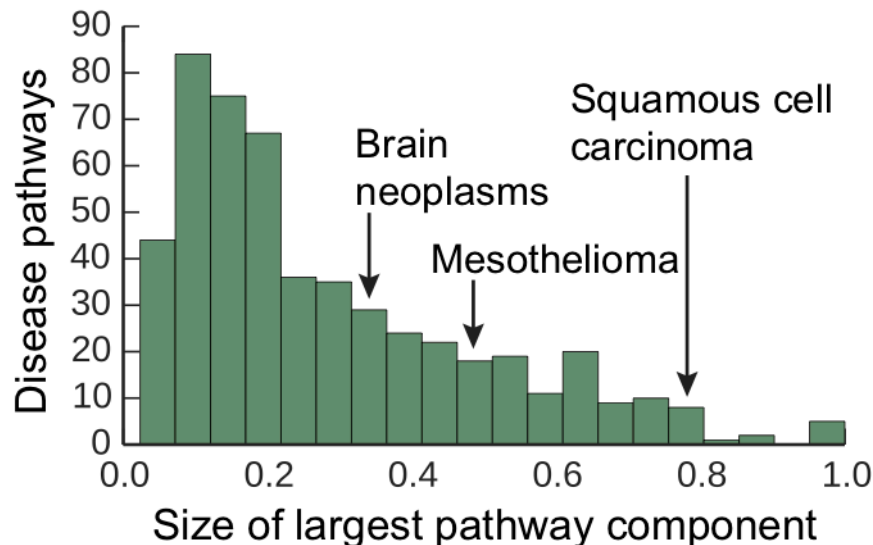 90
80
70
60
50
40
30
20
10
0
Disease pathways
Brain
neoplasms
Mesothelioma
Squamous cell
carcinoma
0.0 0.2 0.4 0.6 0.8 1.0
Size of largest pathway component